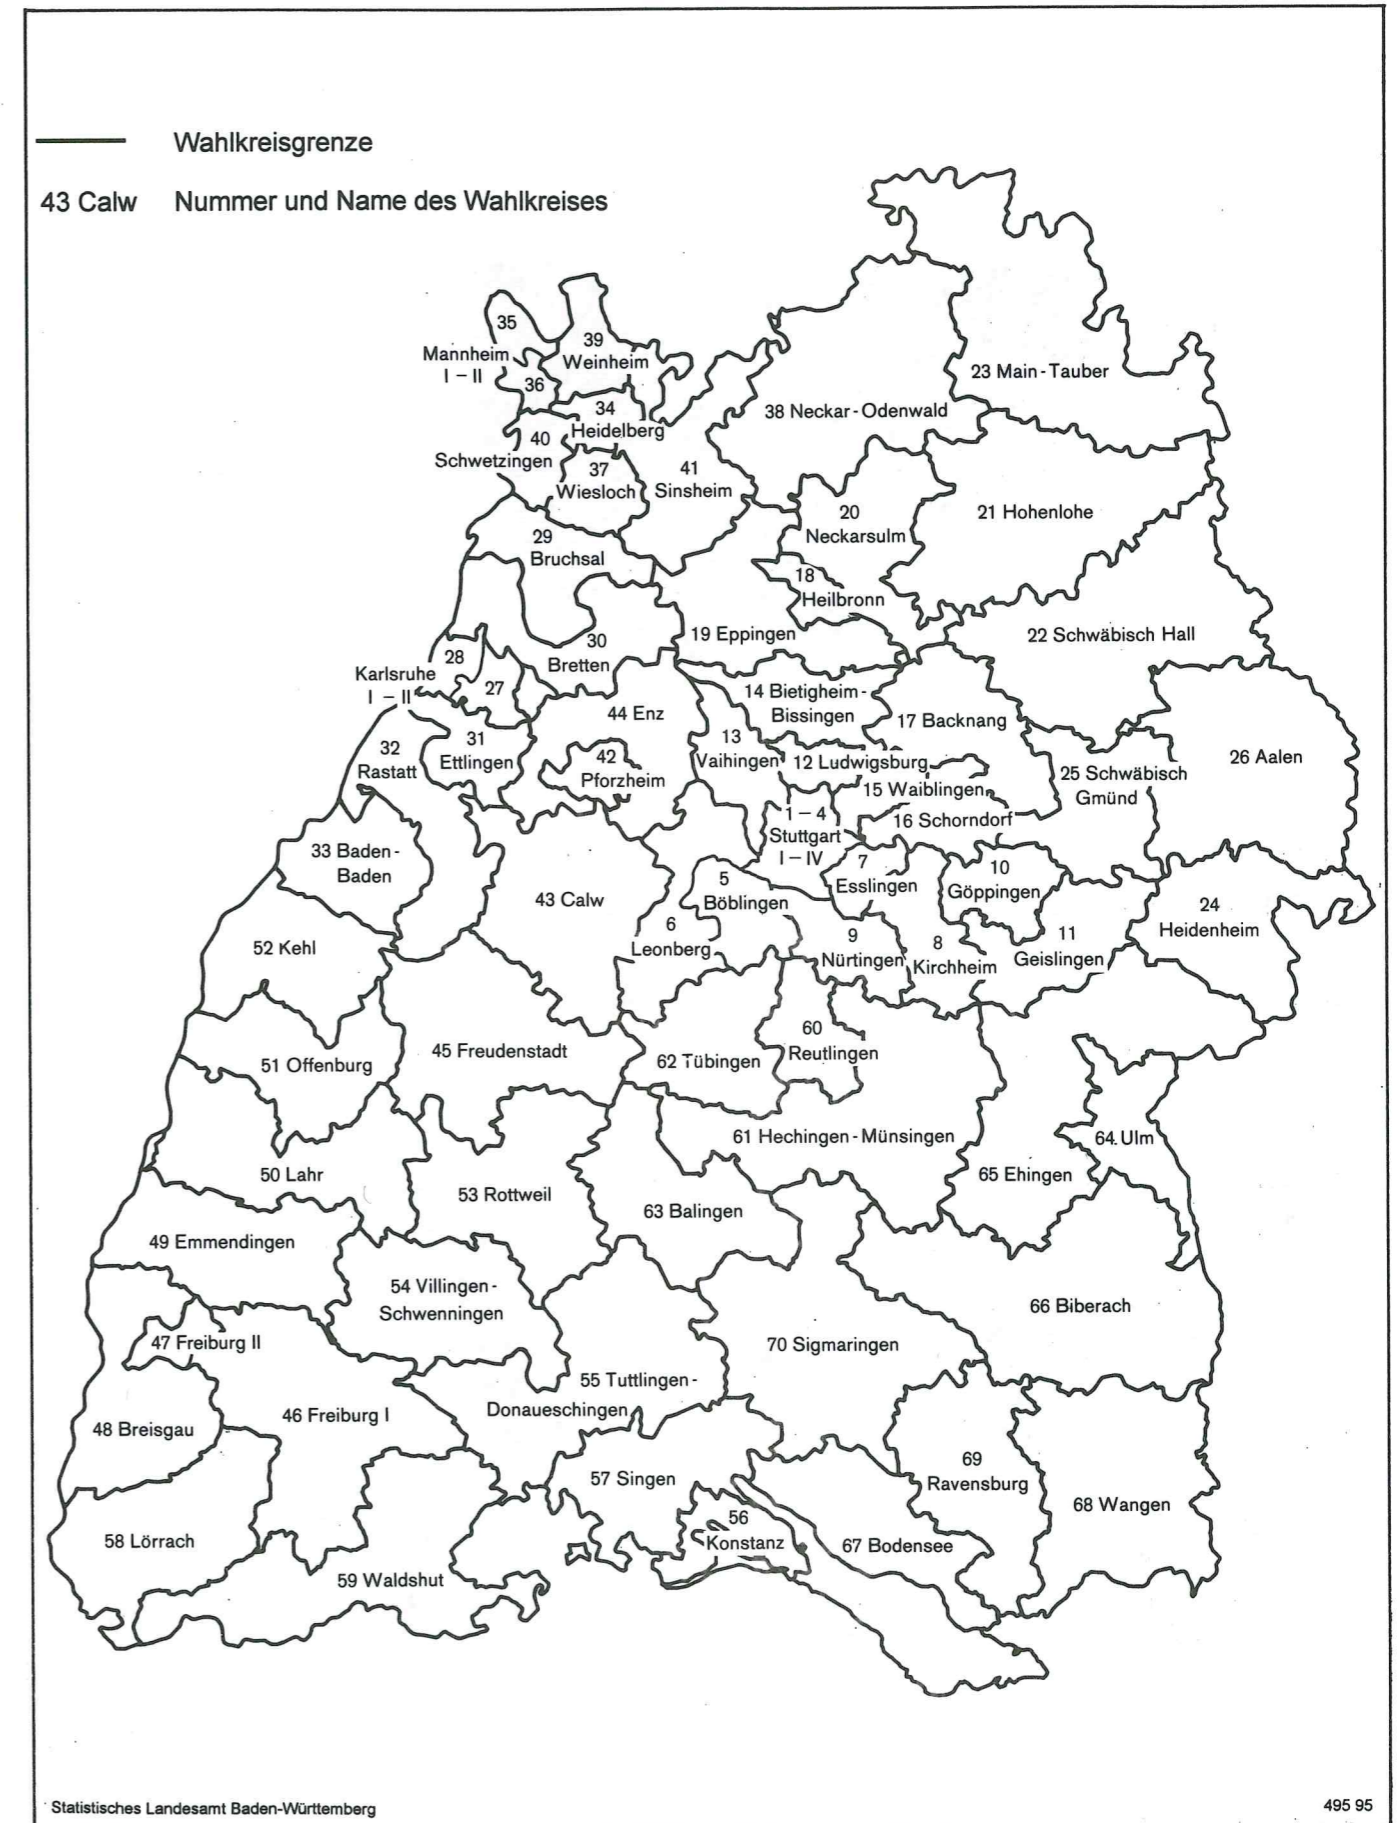 Wahlkreisgrenze
43 Calw Nummer und Name des Wahlkreises
35
39
Weinheim
Mannheim
I – II
36
23 Main - Tauber
34
Heidelberg
38 Neckar - Odenwald
40
Schwetzingen
37
Wiesloch
41
Sinsheim
20
Neckarsulm
21 Hohenlohe
29
Bruchsal
18
Heilbronn
30
Bretten
19 Eppingen
22 Schwäbisch Hall
28
Karlsruhe
I – II
27
14 Bietigheim -
Bissingen
44 Enz
17 Backnang
32
Rastatt
31
Ettlingen
42
Pforzheim
13
Vaihingen
12 Ludwigsburg
25 Schwäbisch
Gmünd
26 Aalen
15 Waiblingen
1 – 4
Stuttgart
I – IV
16 Schorndorf
33 Baden -
Baden
43 Calw
5
Böblingen
7
Esslingen
10
Göppingen
24
Heidenheim
52 Kehl
6
Leonberg
9
Nürtingen
8
Kirchheim
11
Geislingen
51 Offenburg
45 Freudenstadt
62 Tübingen
60
Reutlingen
61 Hechingen - Münsingen
64. Ulm
50 Lahr
53 Rottweil
65 Ehingen
63 Balingen
49 Emmendingen
54 Villingen -
Schwenningen
66 Biberach
47 Freiburg II
70 Sigmaringen
55 Tuttlingen -
Donaueschingen
48 Breisgau
46 Freiburg I
57 Singen
69
Ravensburg
68 Wangen
58 Lörrach
56
Konstanz
67 Bodensee
59 Waldshut
Statistisches Landesamt Baden-Württemberg
495 95